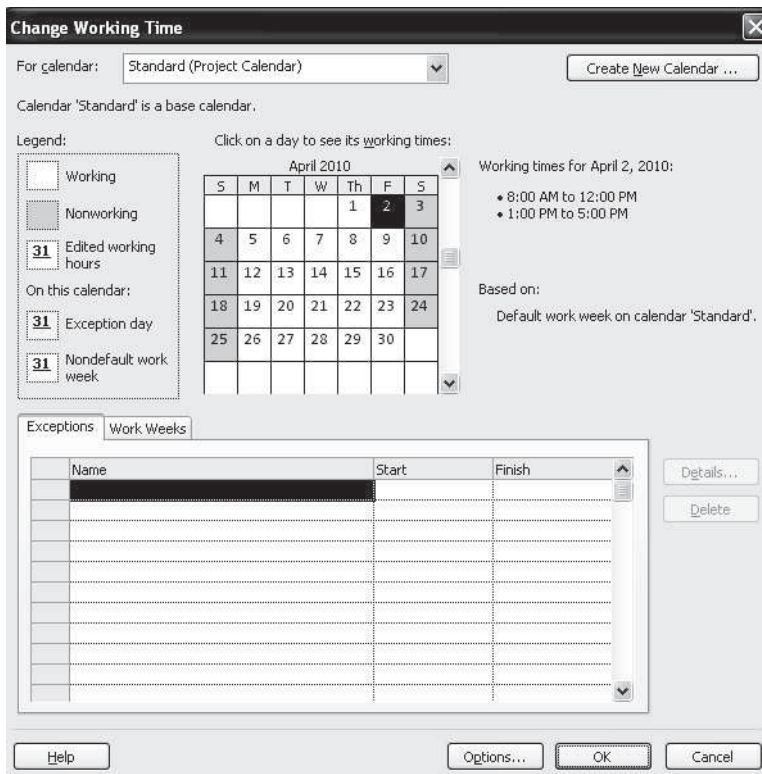 Change Working Time
For calendar: Standard (Project Calendar)
Create New Calendar ...
Calendar 'Standard' is a base calendar.
Legend:
Working
Nonworking
31 Edited working
hours
On this calendar:
31 Exception day
31 Nondefault work
week
Click on a day to see its working times:
April 2010
S M T W Th F S
1 2 3
4 5 6 7 8 9 10
11 12 13 14 15 16 17
18 19 20 21 22 23 24
25 26 27 28 29 30
Working times for April 2, 2010:
• 8:00 AM to 12:00 PM
• 1:00 PM to 5:00 PM
Based on:
Default work week on calendar 'Standard'.
Exceptions Work Weeks
Name Start Finish
Details...
Delete
Help Options... OK Cancel